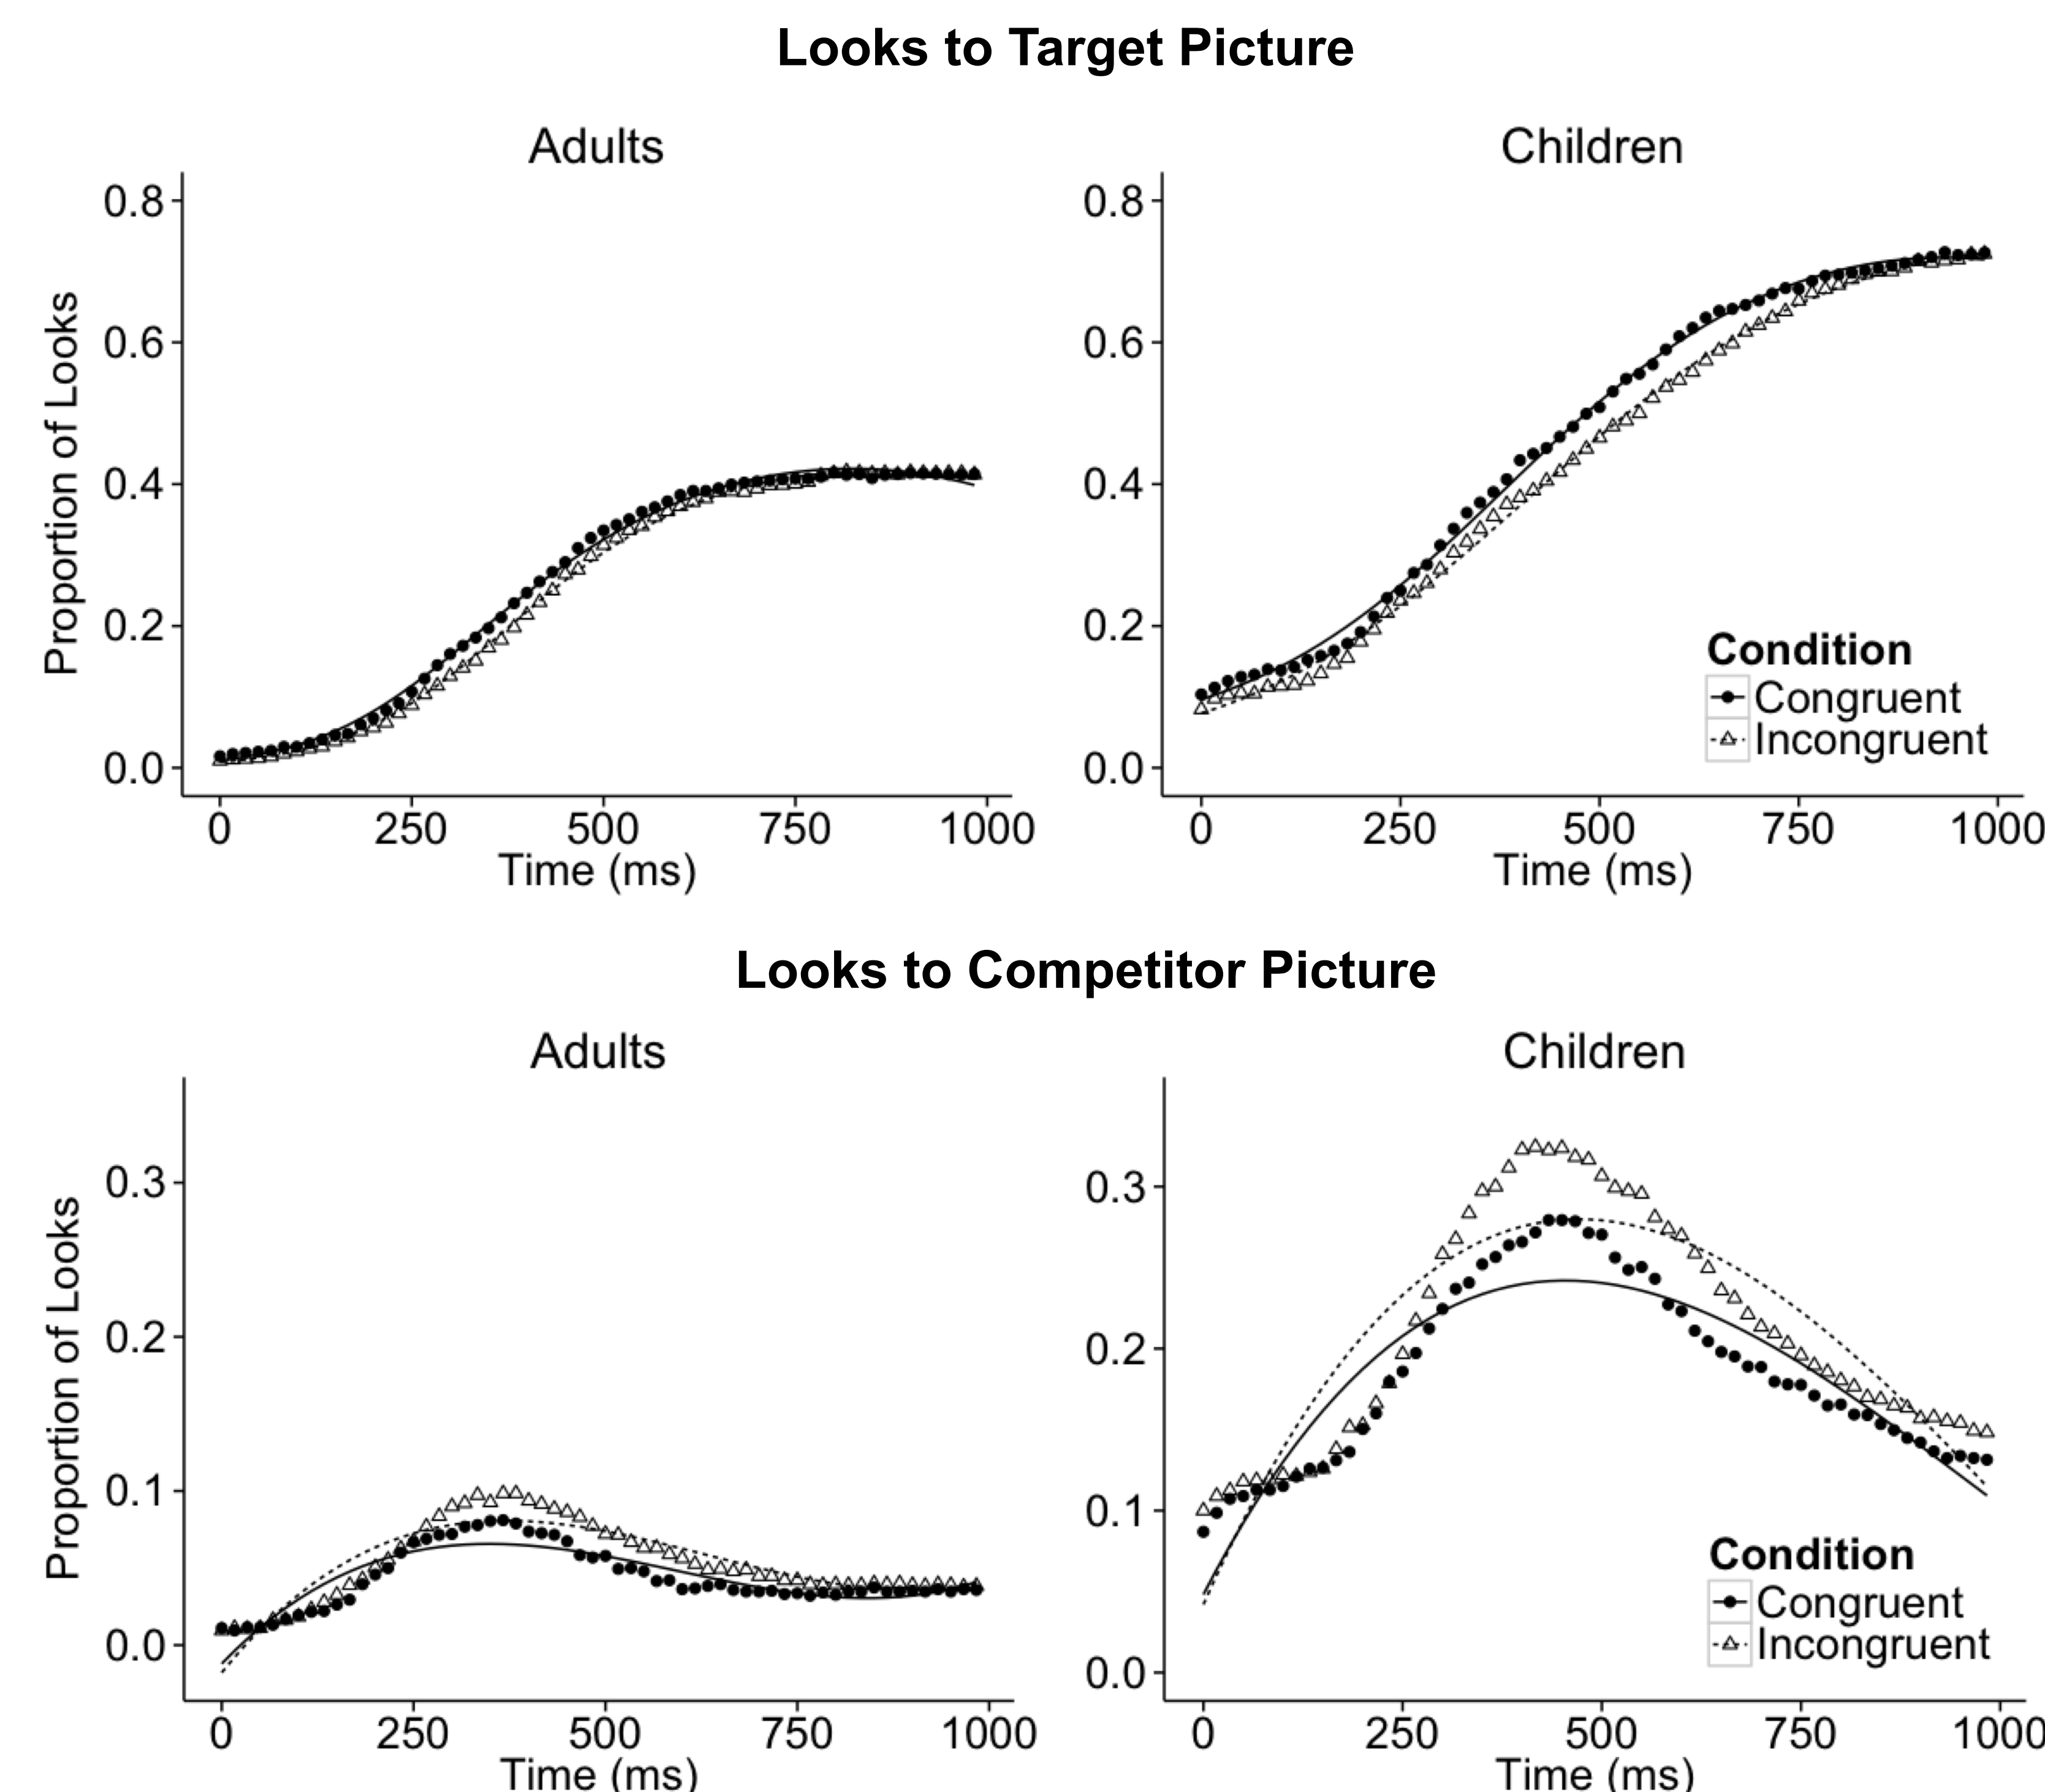 Looks to Target Picture
Adults
Children
Proportion of Looks
0.8
0.6
0.4
0.2
0.0
0 250 500 750 1000
Time (ms)
0.8
0.6
0.4
0.2
0.0
Condition
Congruent
Incongruent
0 250 500 750 1000
Time (ms)
Looks to Competitor Picture
Adults
Children
Proportion of Looks
0.3
0.2
0.1
0.0
0 250 500 750 1000
Time (ms)
0.3
0.2
0.1
0.0
Condition
Congruent
Incongruent
0 250 500 750 1000
Time (ms)